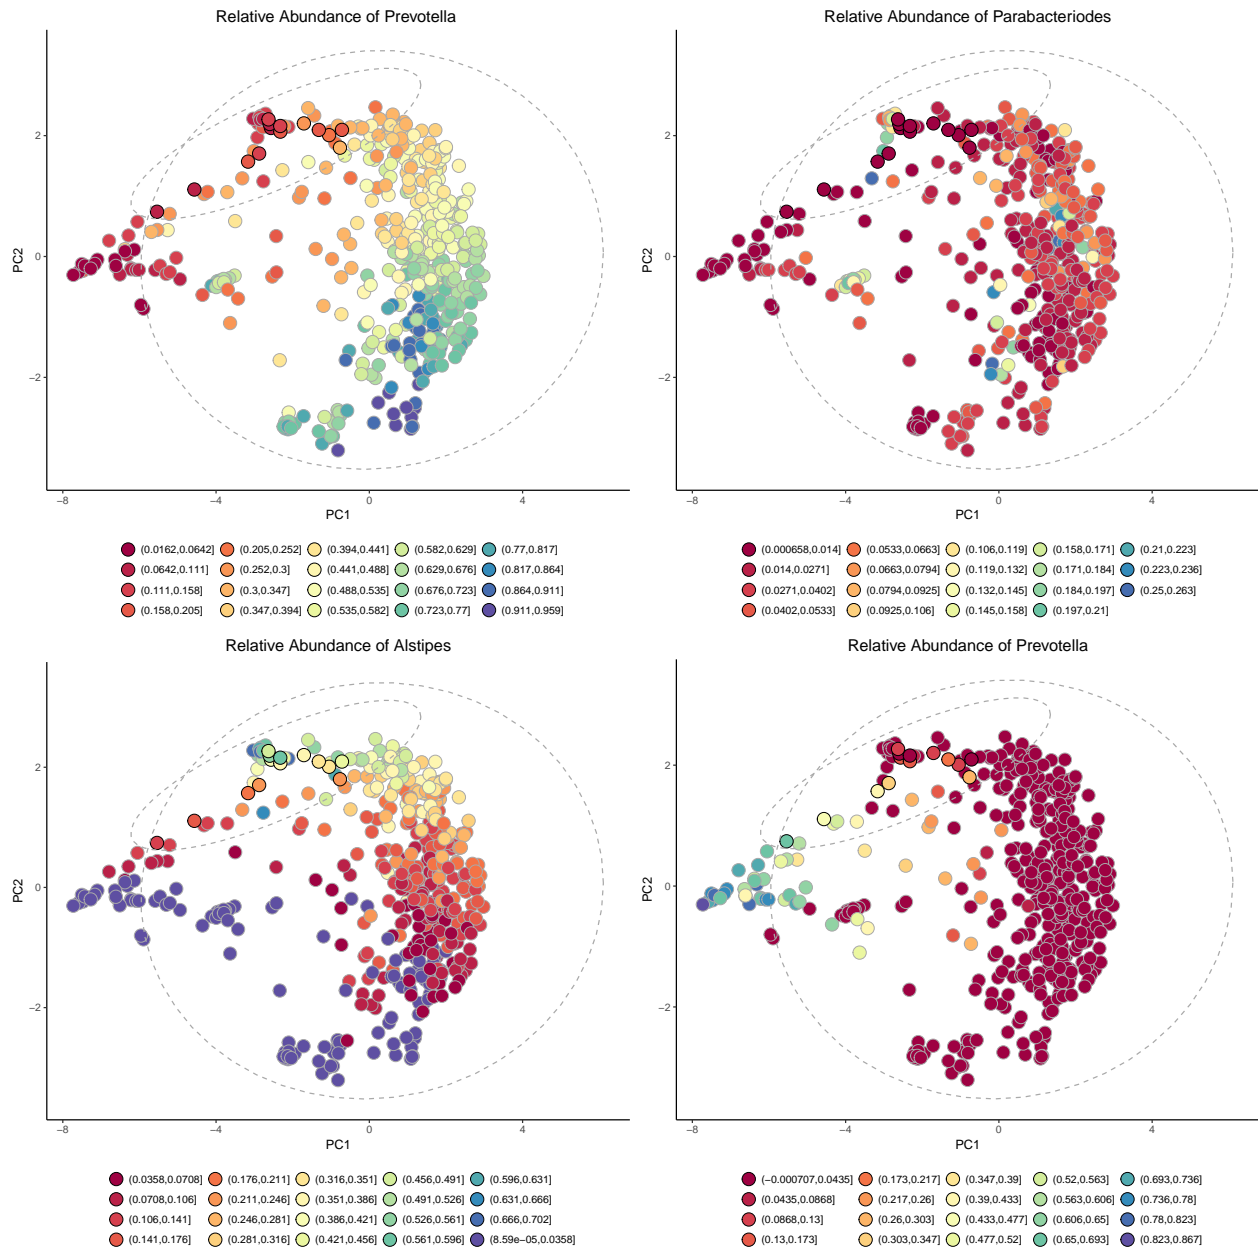 Relative Abundance of Prevotella
Relative Abundance of Parabacteriodes
PC2
2
0
−2
−8
−4
0
4
PC1
PC2
2
0
−2
−8
−4
0
4
PC1
(0.0162,0.0642] (0.205,0.252] (0.394,0.441] (0.582,0.629] (0.77,0.817]
(0.0642,0.111] (0.252,0.3] (0.441,0.488] (0.629,0.676] (0.817,0.864]
(0.111,0.158] (0.3,0.347] (0.488,0.535] (0.676,0.723] (0.864,0.911]
(0.158,0.205] (0.347,0.394] (0.535,0.582] (0.723,0.77] (0.911,0.959]
(0.000658,0.014] (0.0533,0.0663] (0.106,0.119] (0.158,0.171] (0.21,0.223]
(0.014,0.0271] (0.0663,0.0794] (0.119,0.132] (0.171,0.184] (0.223,0.236]
(0.0271,0.0402] (0.0794,0.0925] (0.132,0.145] (0.184,0.197] (0.25,0.263]
(0.0402,0.0533] (0.0925,0.106] (0.145,0.158] (0.197,0.21]
Relative Abundance of Alstipes
Relative Abundance of Prevotella
PC2
2
0
−2
−8
−4
0
4
PC1
PC2
2
0
−2
−8
−4
0
4
PC1
(0.0358,0.0708] (0.176,0.211] (0.316,0.351] (0.456,0.491] (0.596,0.631]
(0.0708,0.106] (0.211,0.246] (0.351,0.386] (0.491,0.526] (0.631,0.666]
(0.106,0.141] (0.246,0.281] (0.386,0.421] (0.526,0.561] (0.666,0.702]
(0.141,0.176] (0.281,0.316] (0.421,0.456] (0.561,0.596] (8.59e−05,0.0358]
(−0.000707,0.0435] (0.173,0.217] (0.347,0.39] (0.52,0.563] (0.693,0.736]
(0.0435,0.0868] (0.217,0.26] (0.39,0.433] (0.563,0.606] (0.736,0.78]
(0.0868,0.13] (0.26,0.303] (0.433,0.477] (0.606,0.65] (0.78,0.823]
(0.13,0.173] (0.303,0.347] (0.477,0.52] (0.65,0.693] (0.823,0.867]